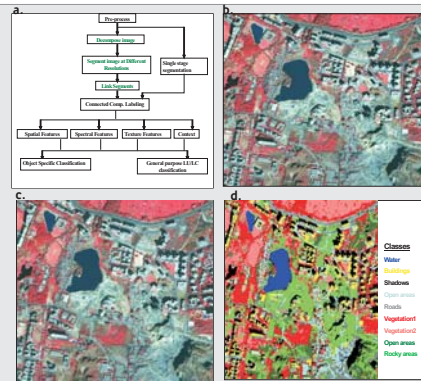 a.
Pre-process
Decompose image
Segment image at Different
Resolutions
Single stage
segmentation
Link Segments
Connected Comp. Labeling
Spatial Features
Spectral Features
Texture Features
Context
Object Specific Classification
General purpose LU/LC
classification
b.
c.
d.
Classes
Water
Buildings
Shadows
Open areas
Roads
Vegetation1
Vegetation2
Open areas
Rocky areas